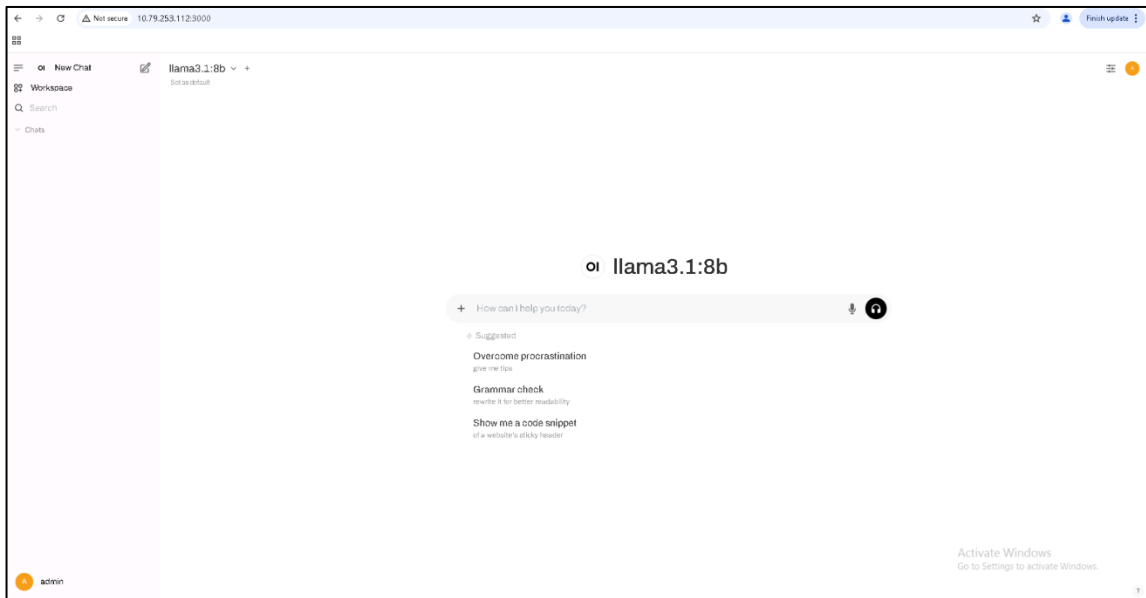 Not secure 10.79.253.112:3000
Finish update
OI New Chat
Workspace
Search
Chats
llama3.1:8b
Set as default
A
OI llama3.1:8b
How can I help you today?
Suggested
Overcome procrastination
give me tips
Grammar check
rewrite it for better readability
Show me a code snippet
of a website's sticky header
Activate Windows
Go to Settings to activate Windows.
A admin
?